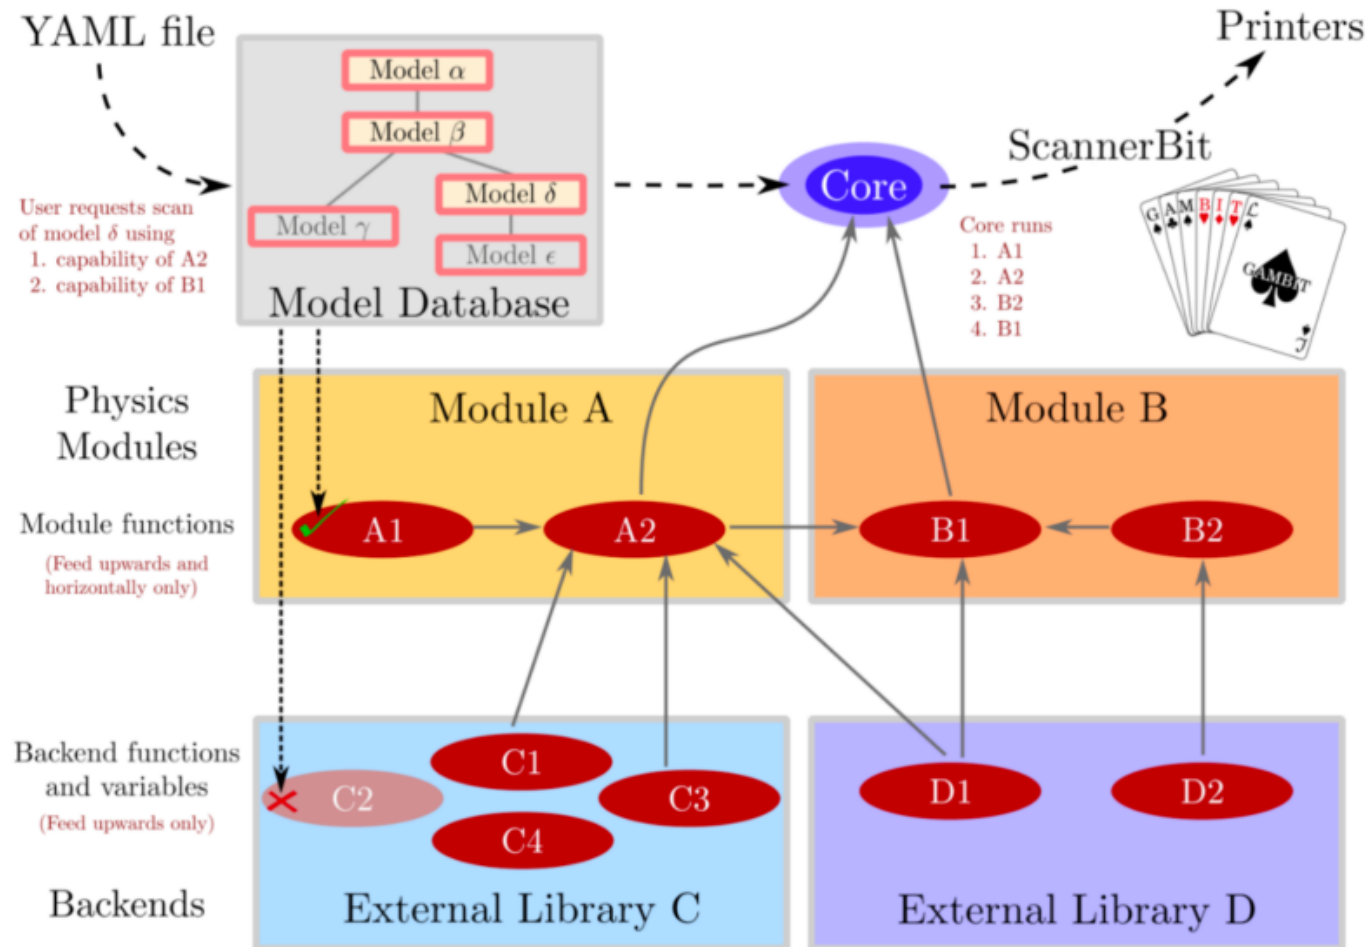 YAML file
Printers
Model α
Model β
Model δ
Model γ
Model ϵ
Model Database
User requests scan
of model δ using
1. capability of A2
2. capability of B1
Core
ScannerBit
Core runs
1. A1
2. A2
3. B2
4. B1
G A M B I T ℒ
GAMBIT
ℒ
Physics
Modules
Module A
Module B
Module functions
(Feed upwards and
horizontally only)
A1
A2
B1
B2
Backend functions
and variables
(Feed upwards only)
C1
C2
C3
C4
D1
D2
Backends
External Library C
External Library D